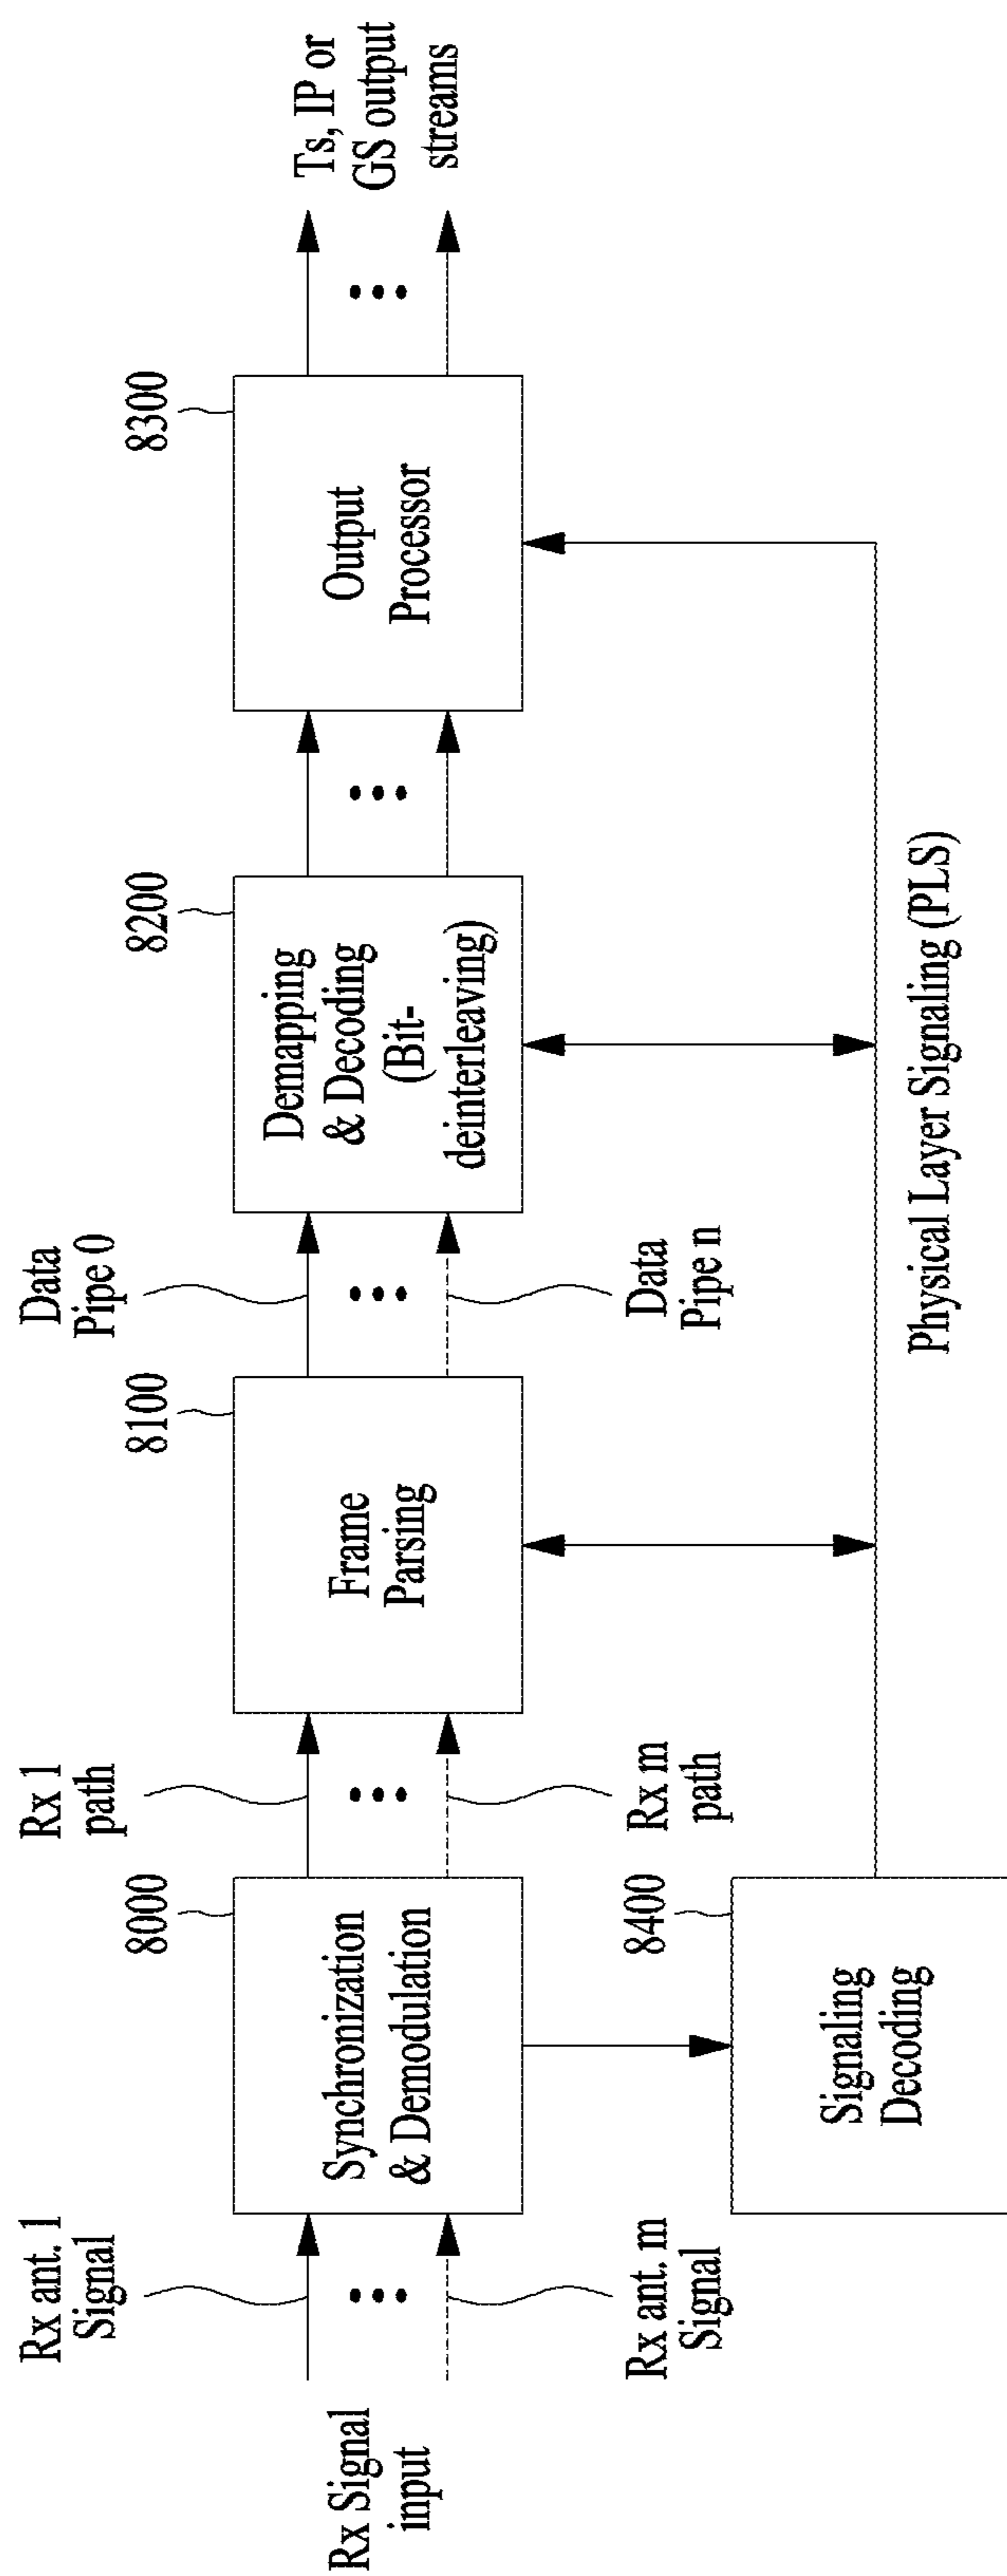 Rx Signal
input
Rx ant. 1
Signal
Rx ant. m
Signal
8000
Synchronization
& Demodulation
Rx 1
path
Rx m
path
8100
Frame
Parsing
Data
Pipe 0
Data
Pipe n
8200
Demapping
& Decoding
(Bit-
deinterleaving)
8300
Output
Processor
Ts, IP or
GS output
streams
8400
Signaling
Decoding
Physical Layer Signaling (PLS)